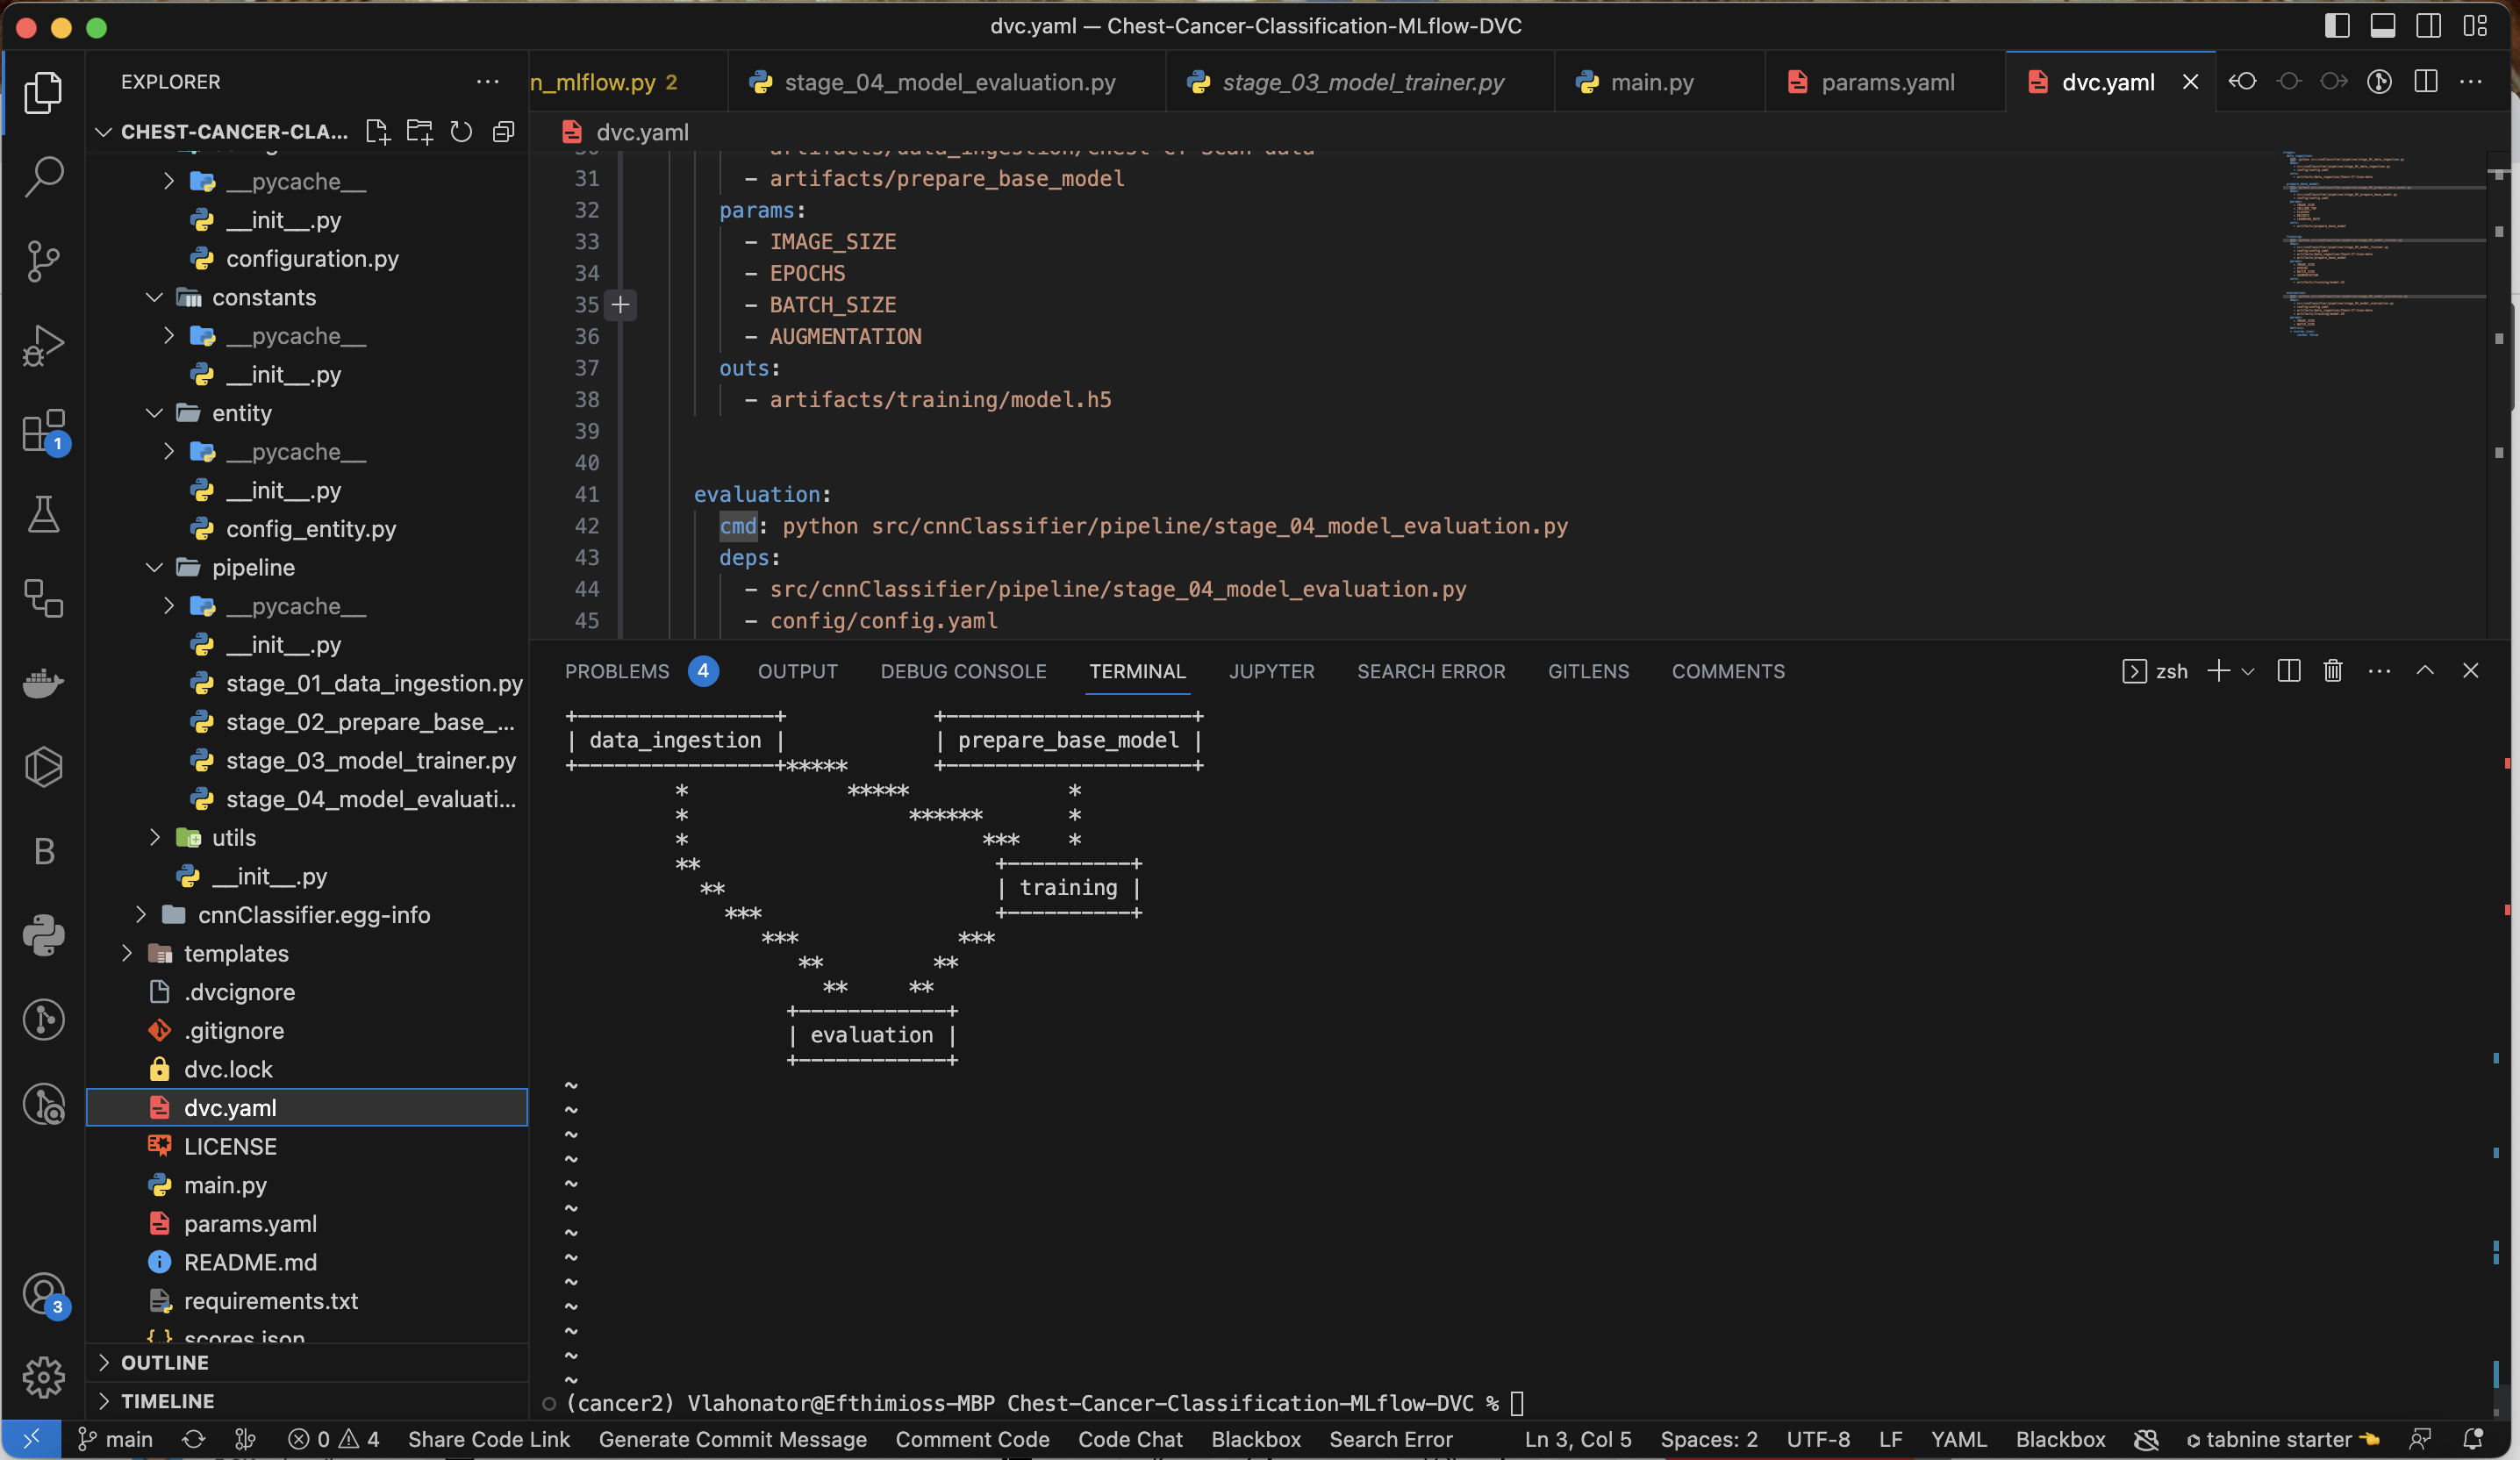 dvc.yaml — Chest-Cancer-Classification-MLflow-DVC
EXPLORER
n_mlflow.py 2
stage_04_model_evaluation.py
stage_03_model_trainer.py
main.py
params.yaml
dvc.yaml
CHEST-CANCER-CLA...
dvc.yaml
__pycache__
__init__.py
configuration.py
constants
__pycache__
__init__.py
entity
__pycache__
__init__.py
config_entity.py
pipeline
__pycache__
__init__.py
stage_01_data_ingestion.py
stage_02_prepare_base_...
stage_03_model_trainer.py
stage_04_model_evaluati...
utils
__init__.py
cnnClassifier.egg-info
templates
.dvcignore
.gitignore
dvc.lock
dvc.yaml
LICENSE
main.py
params.yaml
README.md
requirements.txt
scores.json
OUTLINE
TIMELINE
1
B
3
31 - artifacts/prepare_base_model
32 params:
33 - IMAGE_SIZE
34 - EPOCHS
35 - BATCH_SIZE
36 - AUGMENTATION
37 outs:
38 - artifacts/training/model.h5
39
40
41 evaluation:
42 cmd: python src/cnnClassifier/pipeline/stage_04_model_evaluation.py
43 deps:
44 - src/cnnClassifier/pipeline/stage_04_model_evaluation.py
45 - config/config.yaml
PROBLEMS 4 OUTPUT DEBUG CONSOLE TERMINAL JUPYTER SEARCH ERROR GITLENS COMMENTS
zsh
+----------------+            +--------------------+
| data_ingestion |            | prepare_base_model |
+----------------+*****       +--------------------+
         *             *****             *
         *                  ******       *
         *                        ***    *
         **                        +----------+
           **                      | training |
             ***                   +----------+
                ***             ***
                   **         **
                     **     **
                  +------------+
                  | evaluation |
                  +------------+
~
~
~
~
~
~
~
~
~
~
~
~
~
(cancer2) Vlahonator@Efthimioss-MBP Chest-Cancer-Classification-MLflow-DVC %
main 0 4 Share Code Link Generate Commit Message Comment Code Code Chat Blackbox Search Error Ln 3, Col 5 Spaces: 2 UTF-8 LF YAML Blackbox tabnine starter